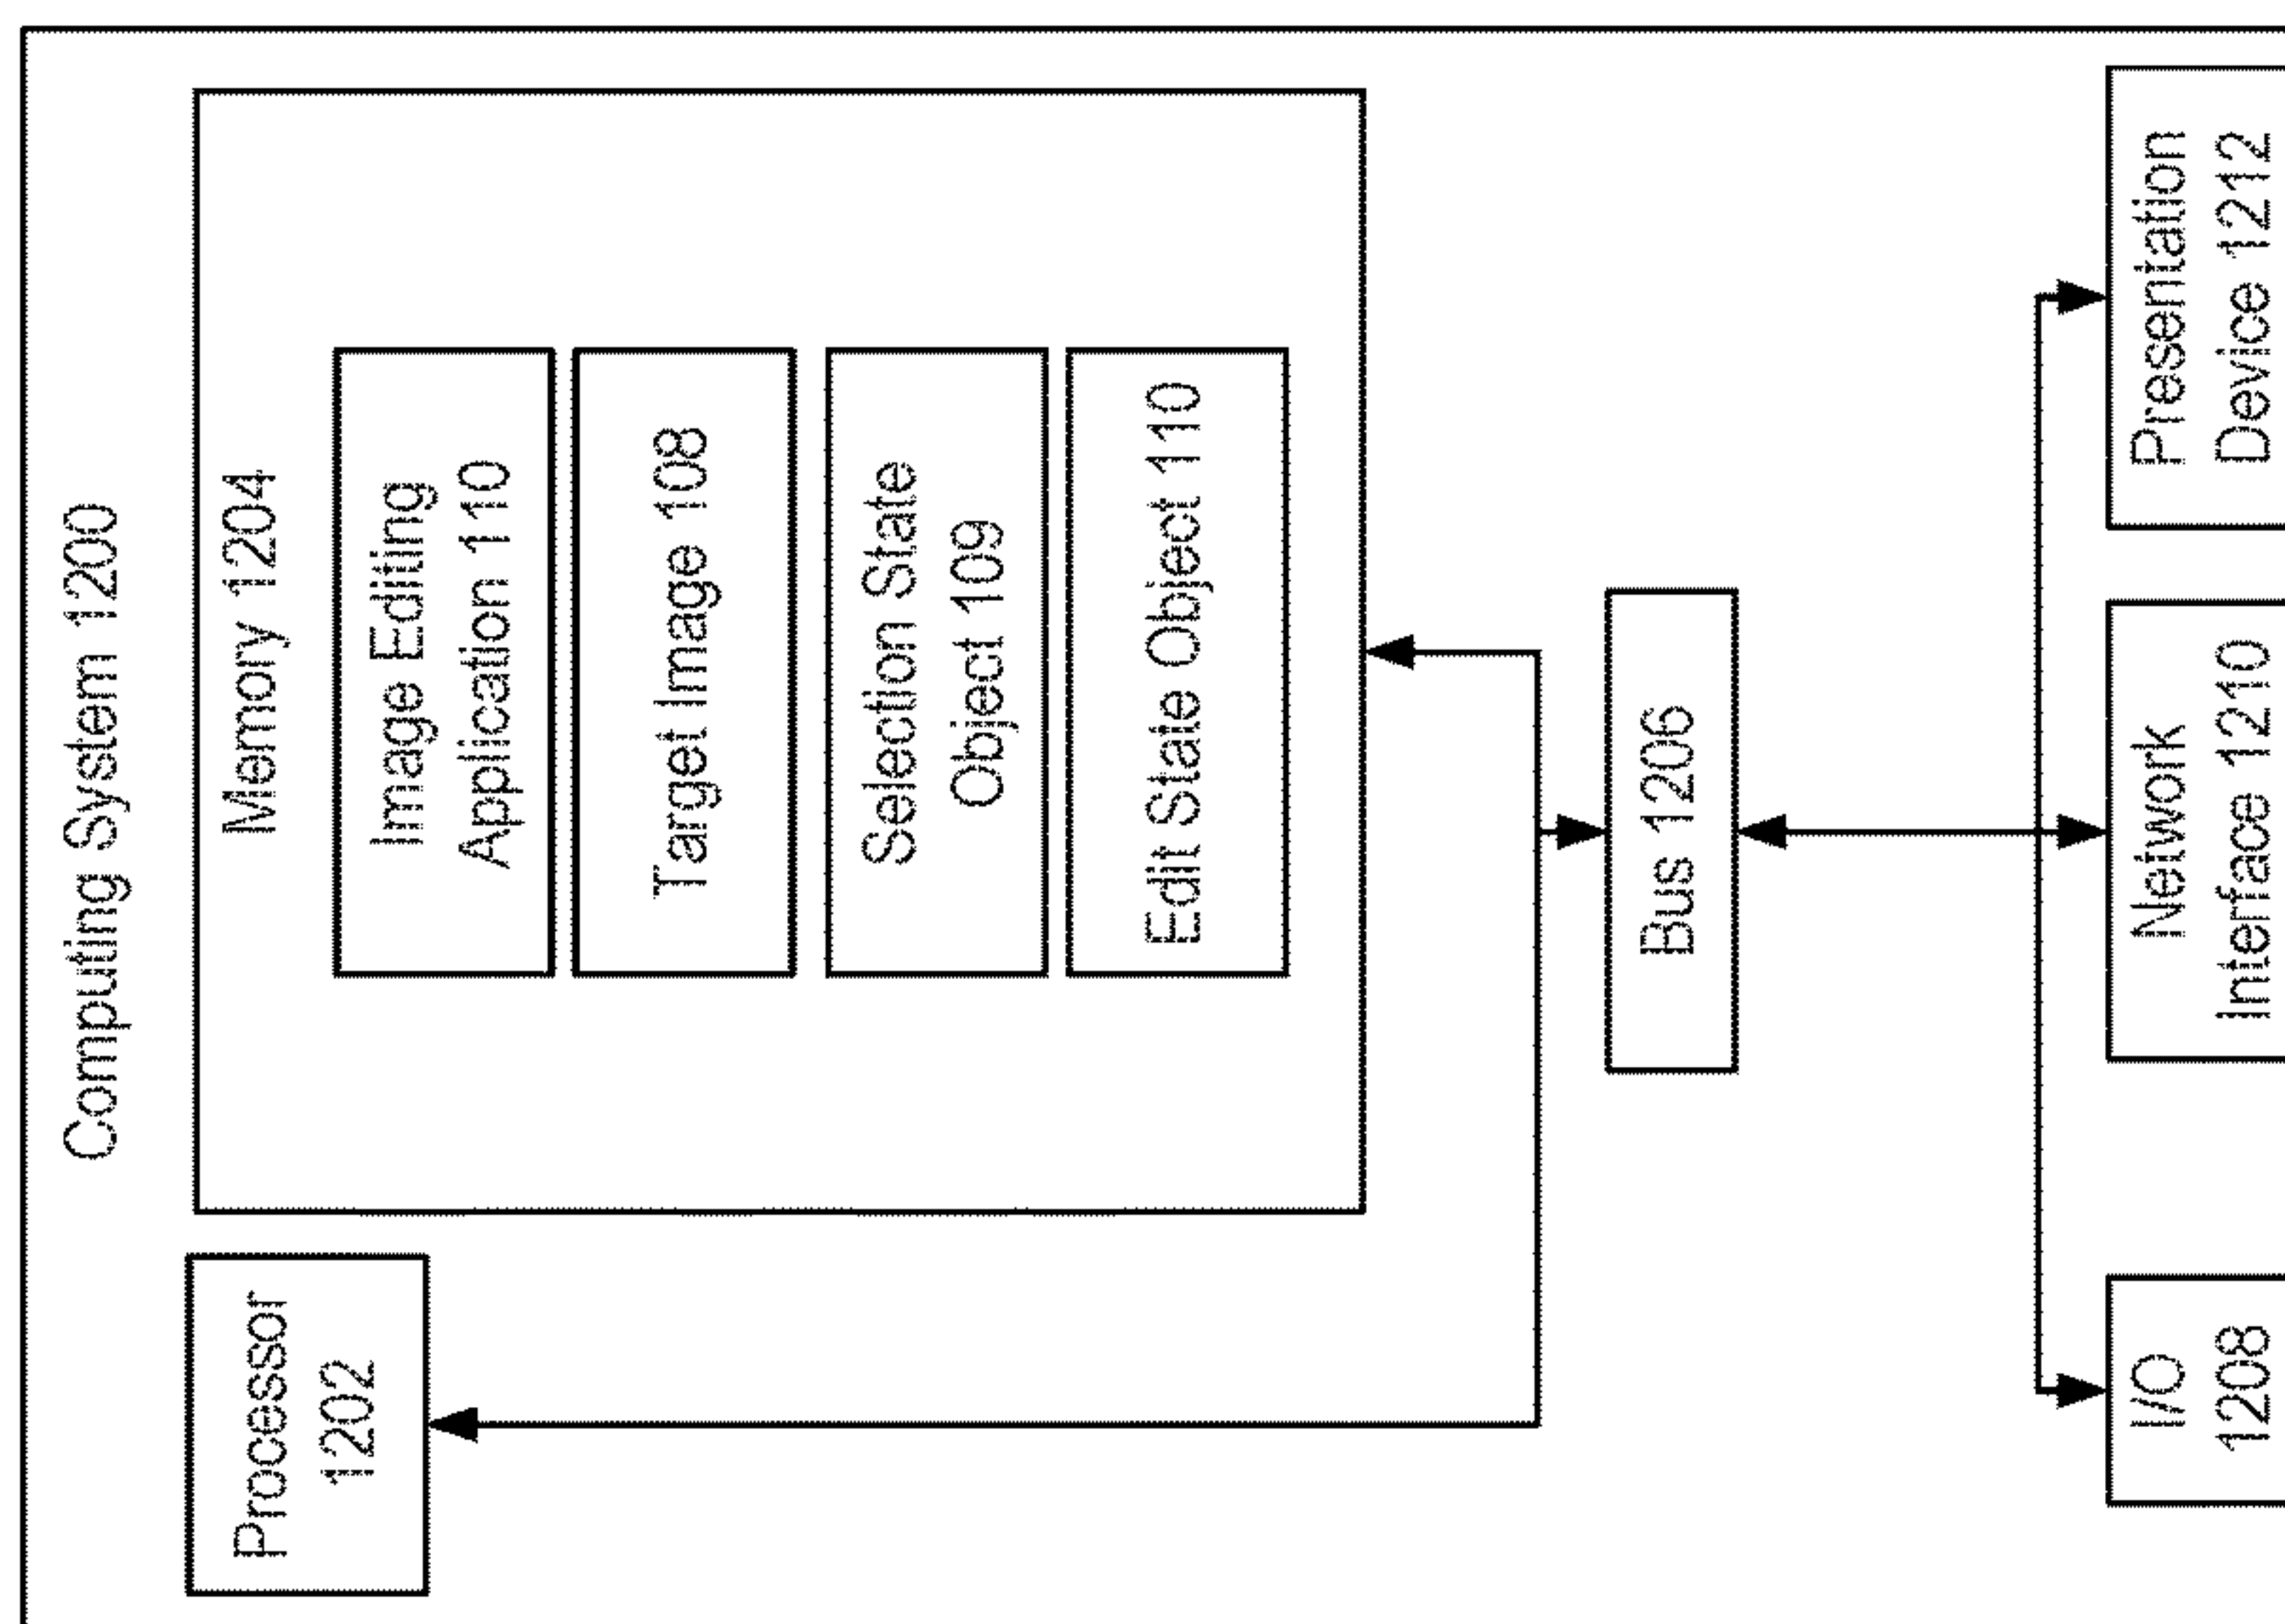 Computing System 1200
Processor
1202
Memory 1204
Image Editing
Application 110
Target Image 108
Selection State
Object 109
Edit State Object 110
Bus 1206
I/O
1208
Network
Interface 1210
Presentation
Device 1212